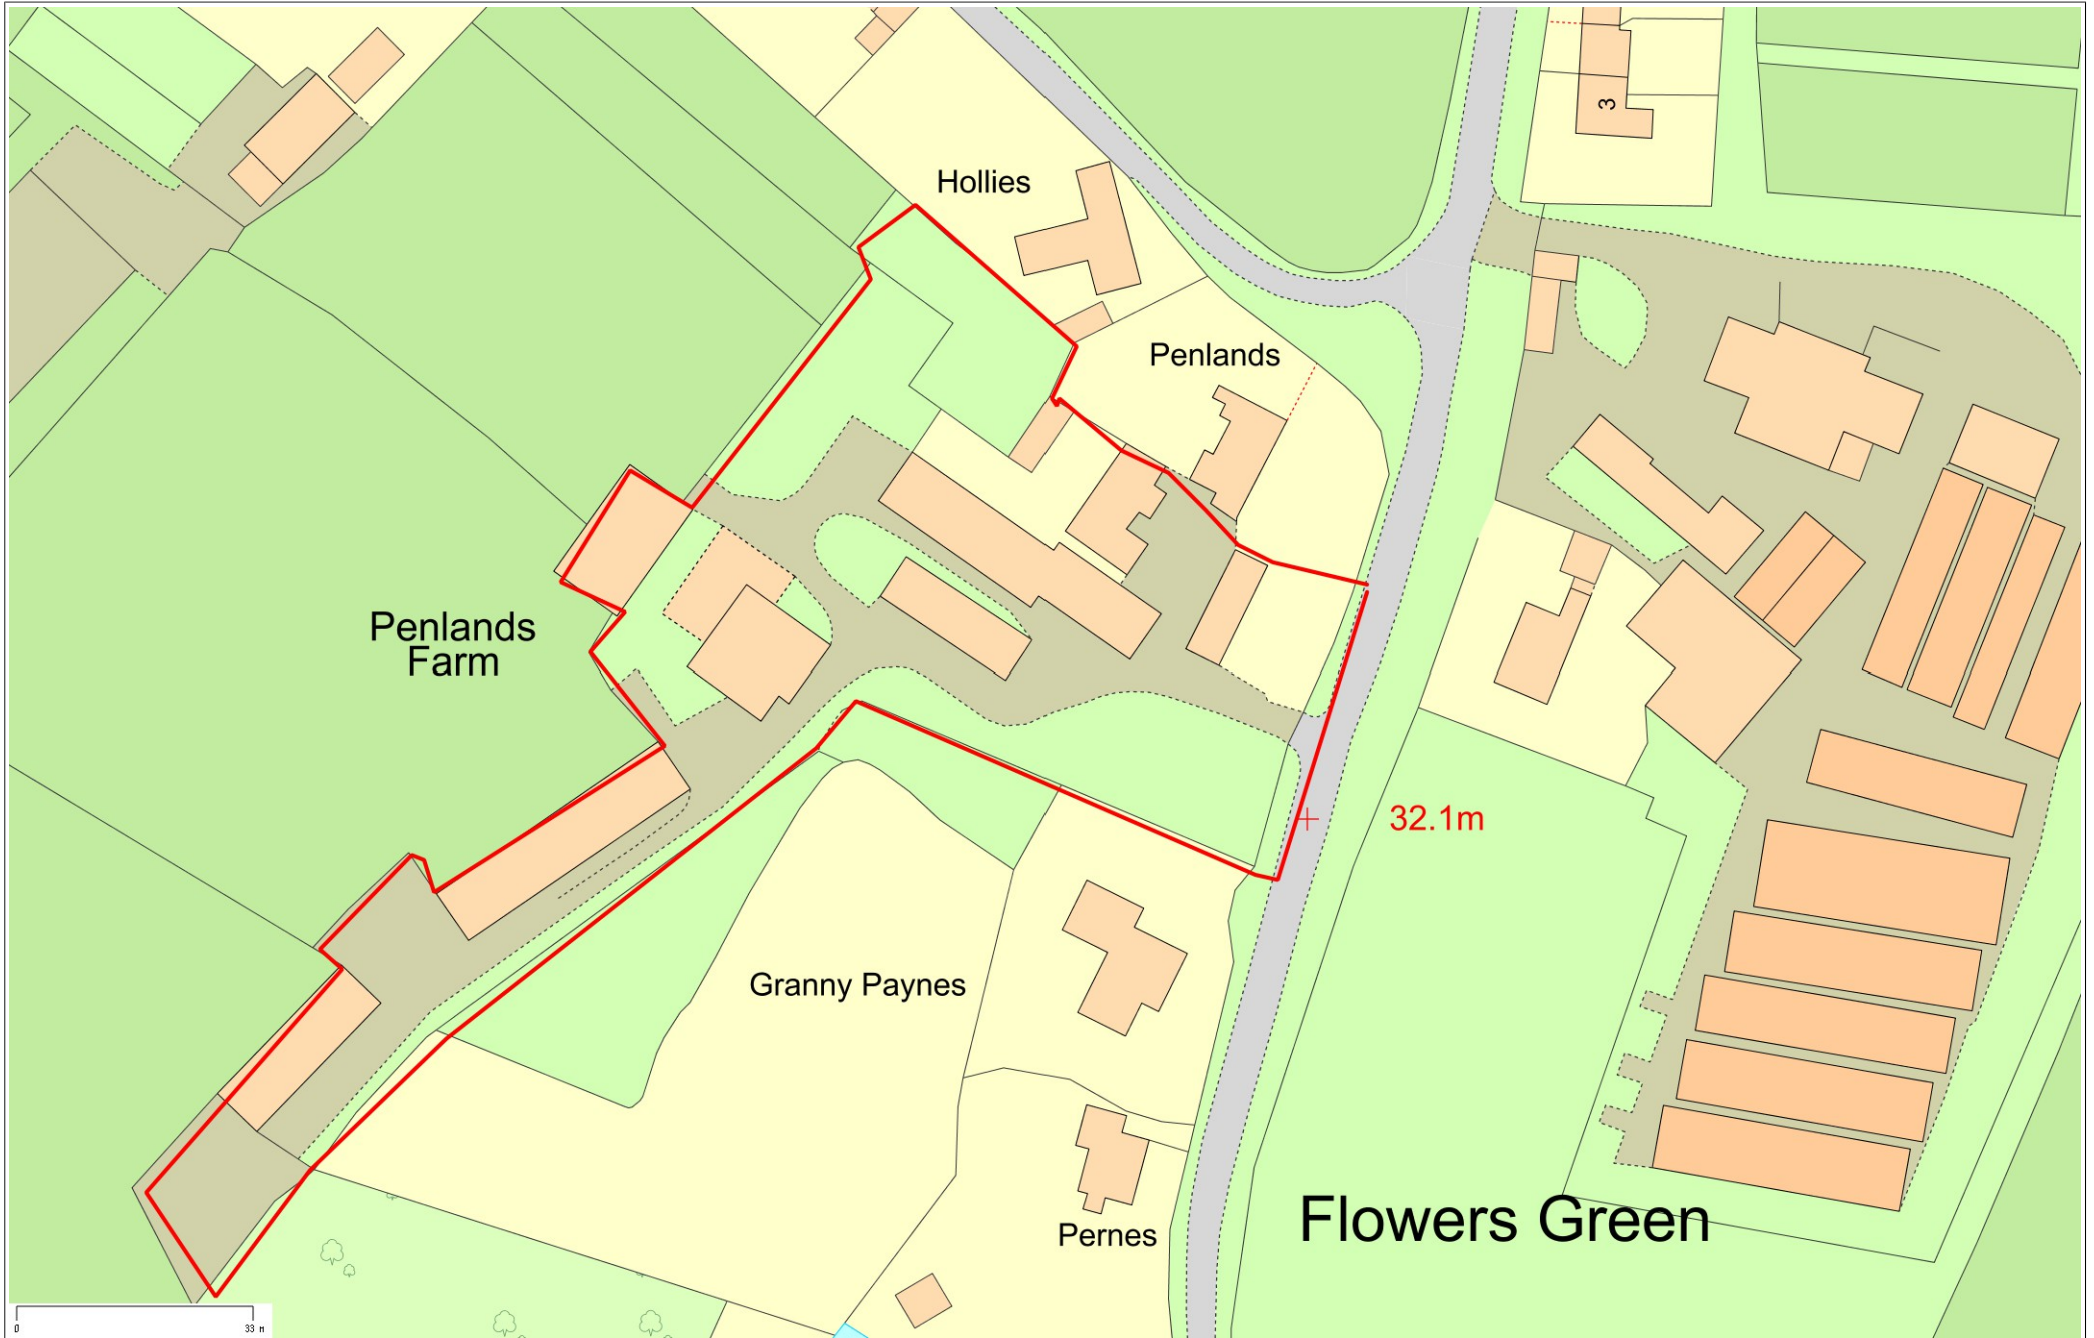 3
Hollies
Penlands
Penlands
Farm
32.1m
Granny Paynes
Flowers Green
Pernes
0
33 M